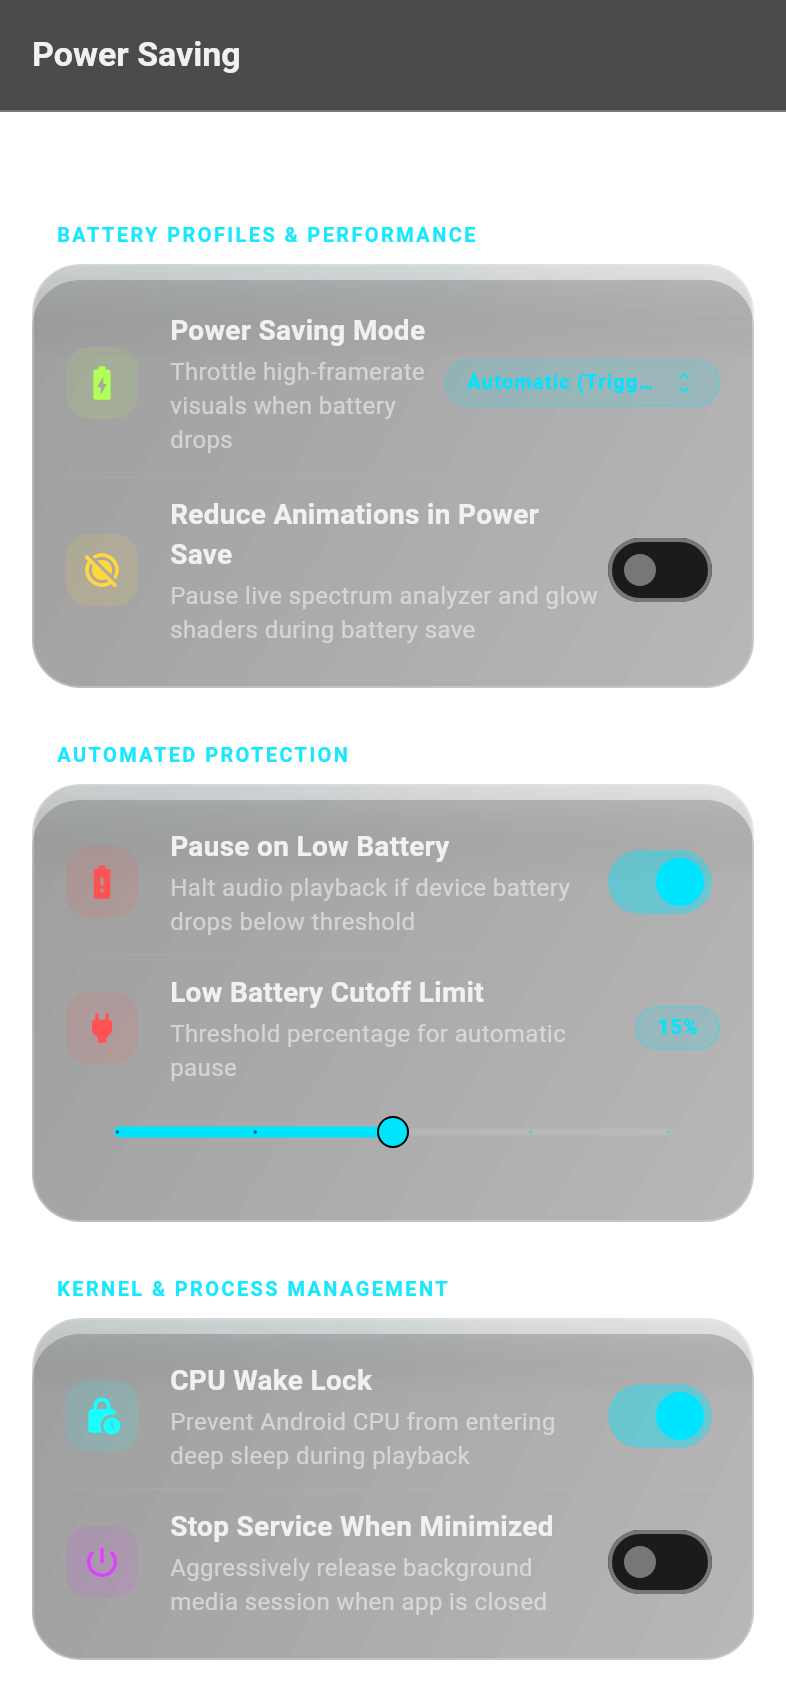 Power Saving
BATTERY PROFILES & PERFORMANCE
Power Saving Mode
Throttle high-framerate
visuals when battery
drops
Automatic (Trigg...
Reduce Animations in Power
Save
Pause live spectrum analyzer and glow
shaders during battery save
AUTOMATED PROTECTION
Pause on Low Battery
Halt audio playback if device battery
drops below threshold
Low Battery Cutoff Limit
Threshold percentage for automatic
pause
15%
KERNEL & PROCESS MANAGEMENT
CPU Wake Lock
Prevent Android CPU from entering
deep sleep during playback
Stop Service When Minimized
Aggressively release background
media session when app is closed